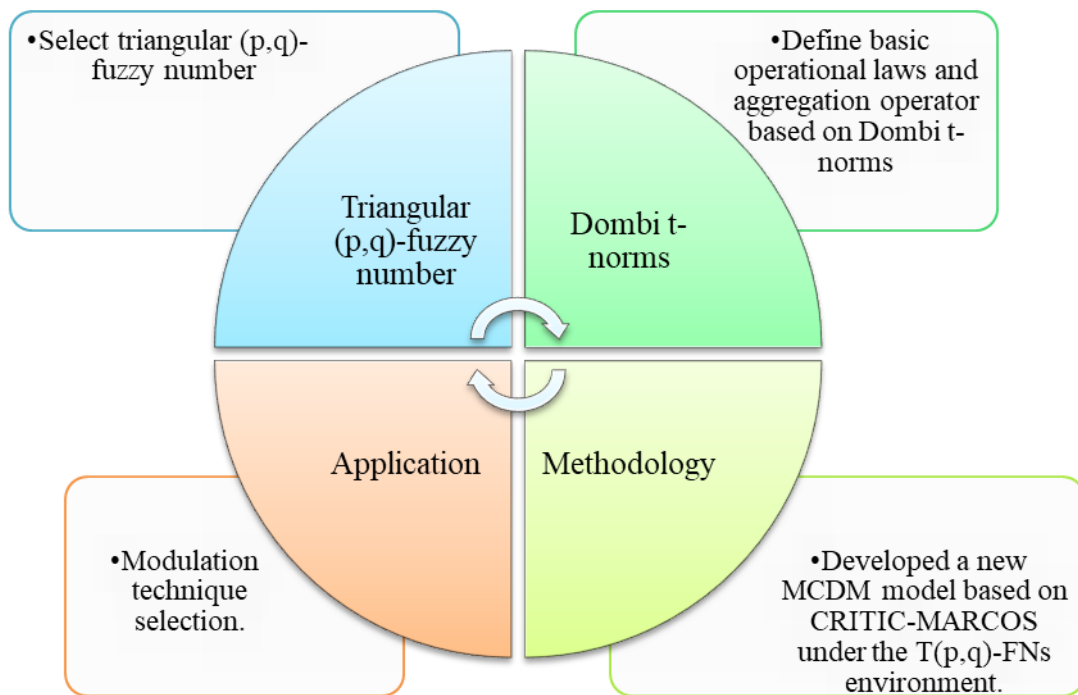 •Select triangular (p,q)-
fuzzy number
•Define basic
operational laws and
aggregation operator
based on Dombi t-
norms
Triangular
(p,q)-fuzzy
number
Dombi t-
norms
Application
Methodology
•Modulation
technique
selection.
•Developed a new
MCDM model based on
CRITIC-MARCOS
under the T(p,q)-FNs
environment.